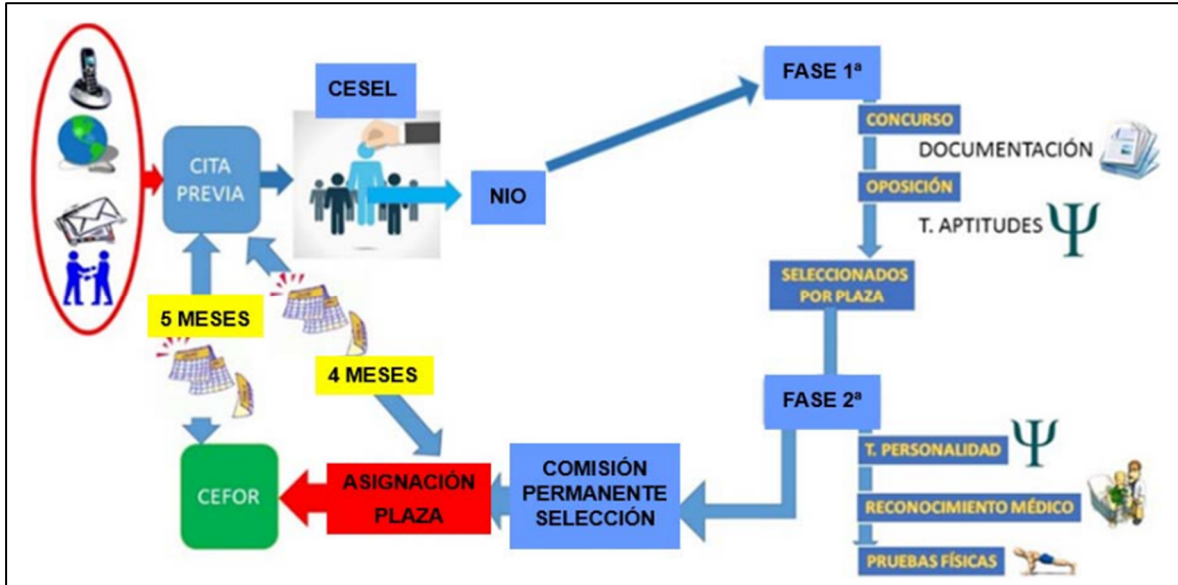 CESEL
CITA
PREVIA
NIO
FASE 1ª
CONCURSO
DOCUMENTACIÓN
OPOSICIÓN
T. APTITUDES
SELECCIONADOS
POR PLAZA
FASE 2ª
T. PERSONALIDAD
RECONOCIMIENTO MÉDICO
PRUEBAS FÍSICAS
COMISIÓN
PERMANENTE
SELECCIÓN
ASIGNACIÓN
PLAZA
CEFOR
5 MESES
4 MESES